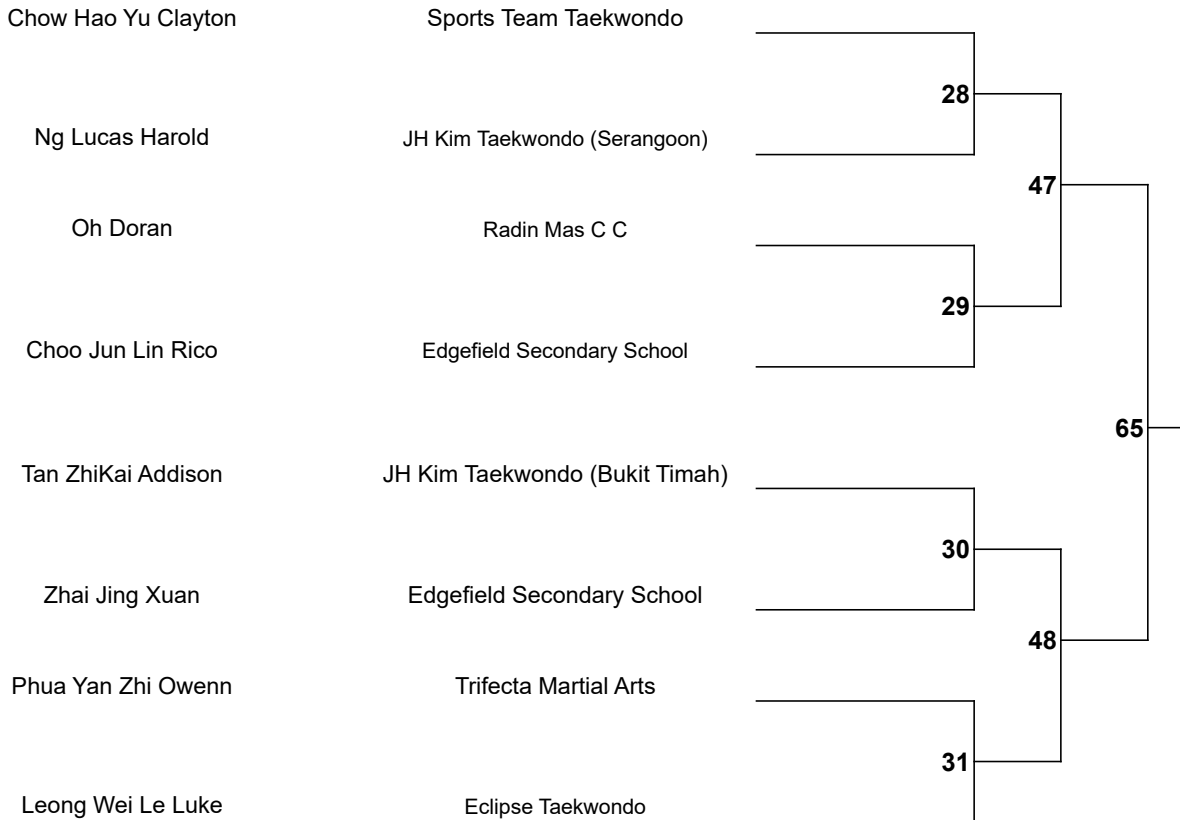 Chow Hao Yu Clayton Sports Team Taekwondo
28
Ng Lucas Harold JH Kim Taekwondo (Serangoon)
47
Oh Doran Radin Mas C C
29
Choo Jun Lin Rico Edgefield Secondary School
65
Tan ZhiKai Addison JH Kim Taekwondo (Bukit Timah)
30
Zhai Jing Xuan Edgefield Secondary School
48
Phua Yan Zhi Owenn Trifecta Martial Arts
31
Leong Wei Le Luke Eclipse Taekwondo